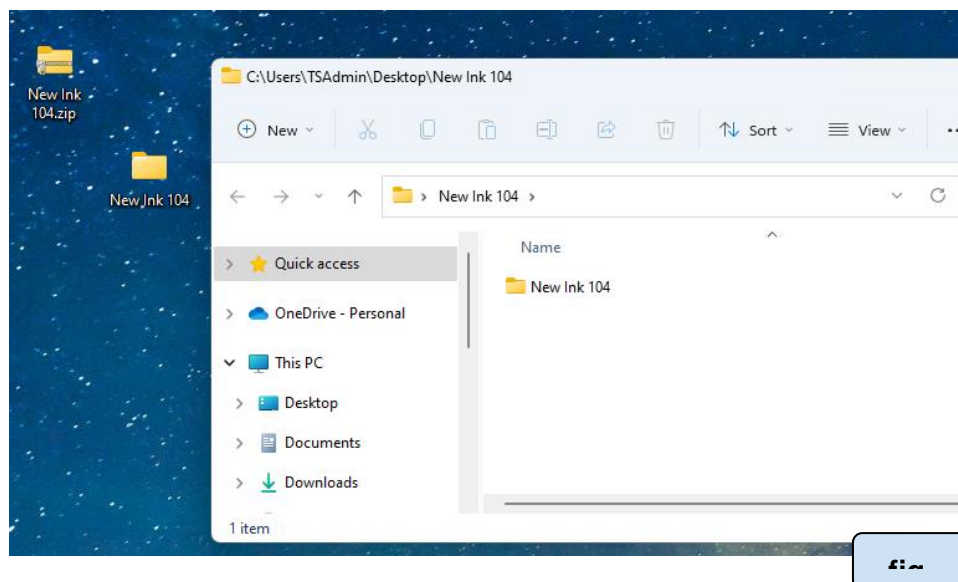 New Ink
104.zip
New Ink 104
C:\Users\TSAdmin\Desktop\New Ink 104
New
Sort
View
New Ink 104
Quick access
OneDrive - Personal
This PC
Desktop
Documents
Downloads
Name
New Ink 104
1 item